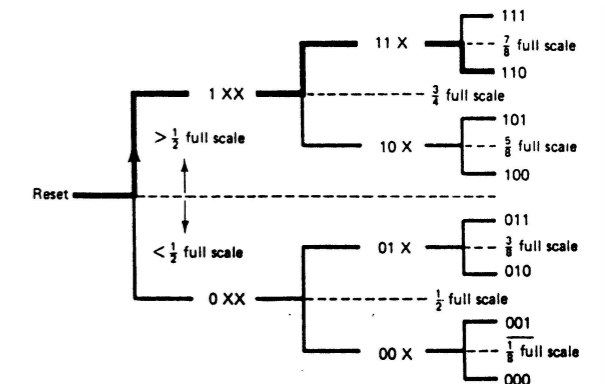 111
11 X
7/8 full scale
110
1 XX
3/4 full scale
101
> 1/2 full scale
10 X
5/8 full scale
100
Reset
011
< 1/2 full scale
01 X
3/8 full scale
010
0 XX
1/2 full scale
001
00 X
1/8 full scale
000